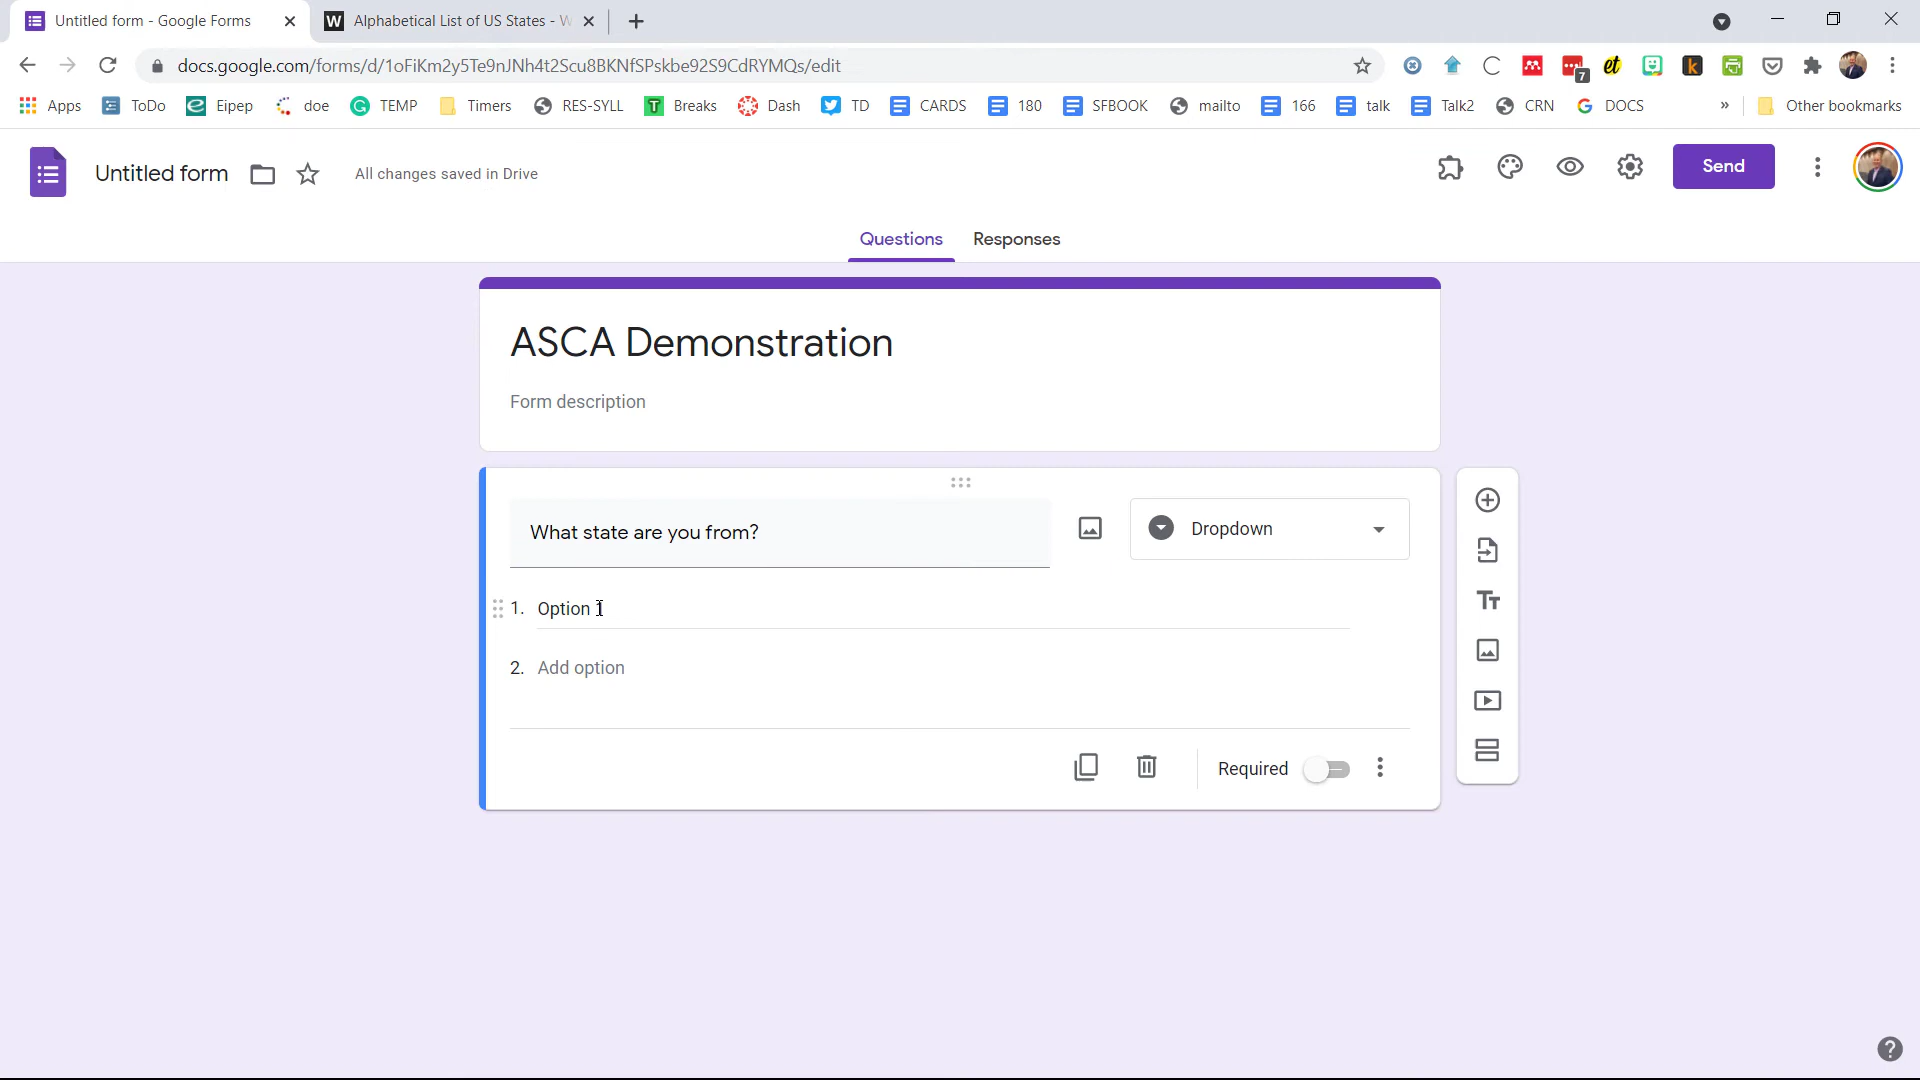 Untitled form - Google Forms
W Alphabetical List of US States - W
docs.google.com/forms/d/1oFiKm2y5Te9nJNh4t2Scu8BKNfSPskbe92S9CdRYMQs/edit
7 et k
Apps ToDo Eipep doe TEMP Timers RES-SYLL T Breaks Dash TD CARDS 180 SFBOOK mailto 166 talk Talk2 CRN DOCS » Other bookmarks
Untitled form All changes saved in Drive Send
Questions Responses
ASCA Demonstration
Form description
What state are you from? Dropdown
1. Option 1
2. Add option
Required